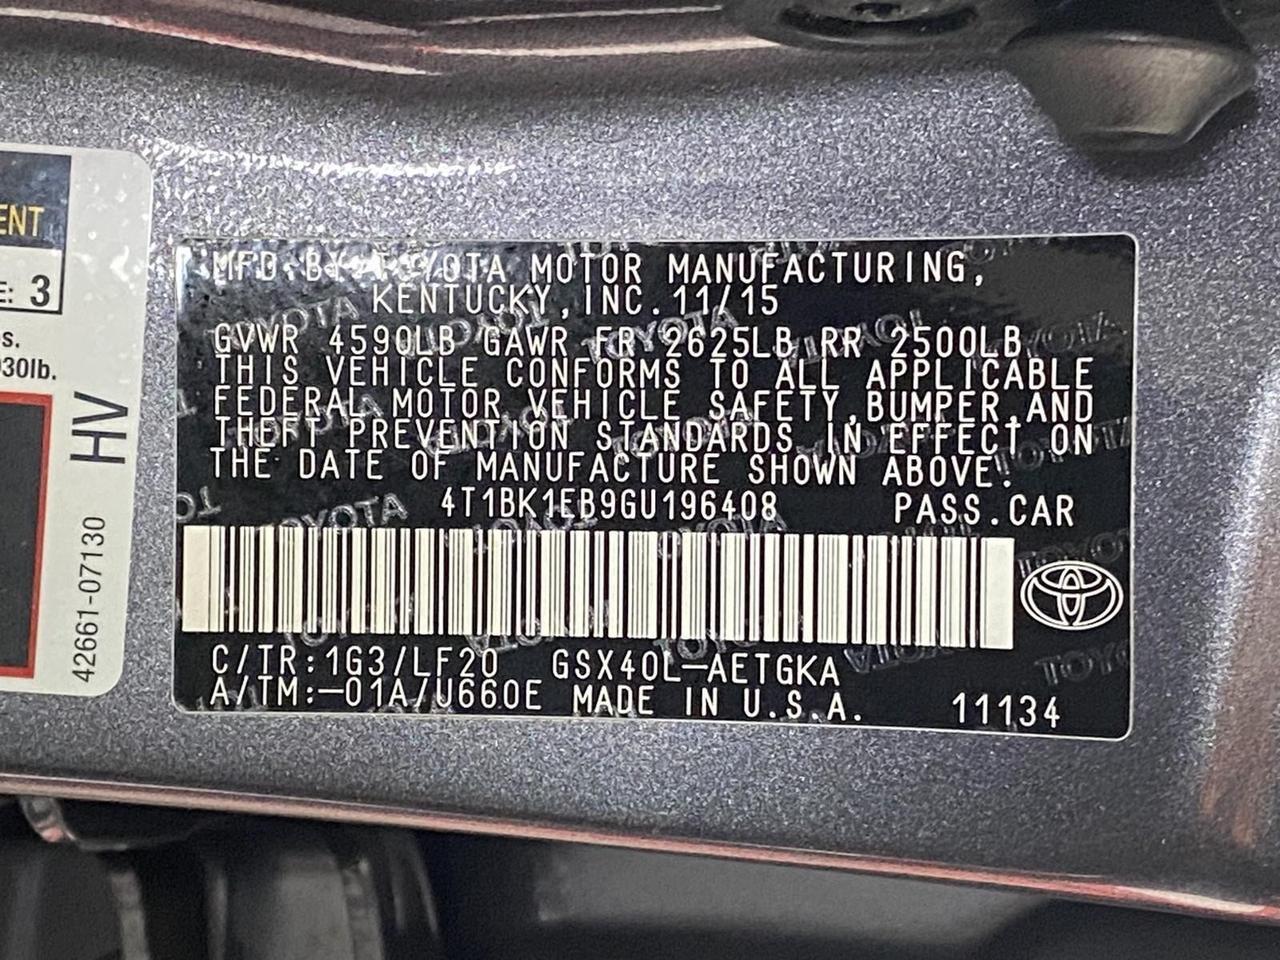 ENT
E: 3
s.
030lb.
HV
42661-07130
MFD.BY:TOYOTA MOTOR MANUFACTURING,
KENTUCKY,INC.11/15
GVWR 4590LB GAWR FR 2625LB RR 2500LB
THIS VEHICLE CONFORMS TO ALL APPLICABLE
FEDERAL MOTOR VEHICLE SAFETY,BUMPER,AND
THEFT PREVENTION STANDARDS IN EFFECT ON
THE DATE OF MANUFACTURE SHOWN ABOVE.
4T1BK1EB9GU196408 PASS.CAR
C/TR:1G3/LF20 GSX40L-AETGKA
A/TM:-01A/U660E MADE IN U.S.A. 11134